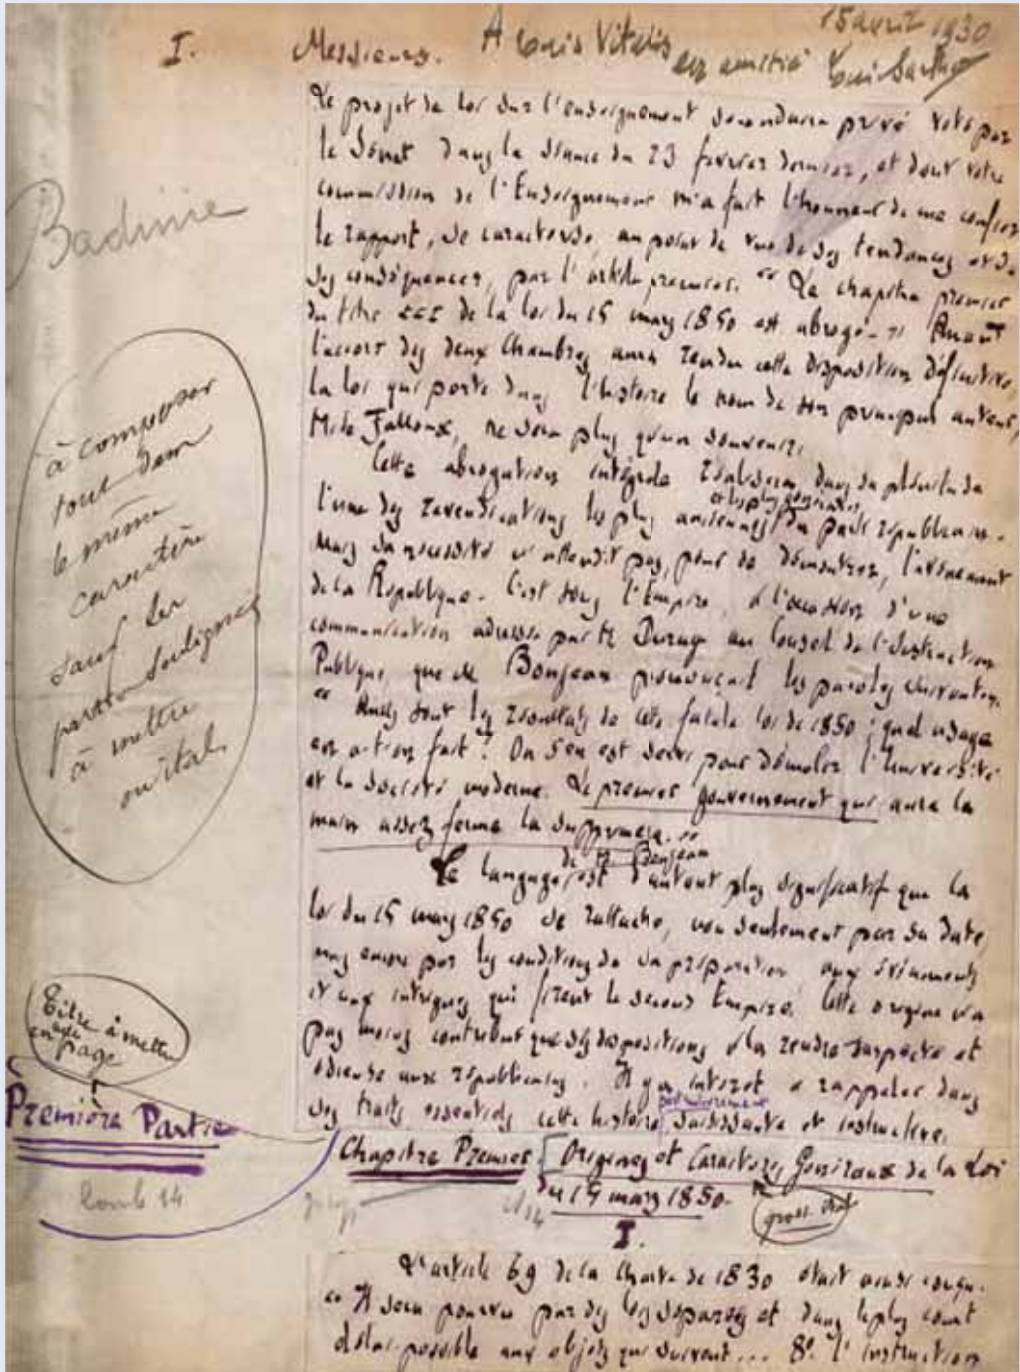 15 avril 1930
A Louis Vitalis
en amitié Louis Barthou
I. Messieurs.
Le projet de loi sur l'enseignement secondaire privé voté par
le Sénat dans la séance du 23 février dernier, et dont votre
commission de l'Enseignement m'a fait l'honneur de me confier
le rapport, se caractérise, au point de vue de ses tendances et de
ses conséquences, par l'article premier. "Le chapitre premier
du titre III de la loi du 15 mars 1850 est abrogé." Quand
l'accord des deux Chambres aura rendu cette disposition définitive,
la loi qui porte dans l'histoire le nom de son principal auteur,
M. de Falloux, ne sera plus qu'un souvenir.
Cette abrogation intégrale réalisera dans sa plénitude
l'une des revendications les plus anciennes et les plus générales du parti républicain.
Mais sa nécessité n'attendit pas, pour se démontrer, l'avènement
de la République. C'est sous l'Empire, à l'occasion d'une
communication adressée par M. Duruy au Conseil de l'Instruction
Publique que M. Bonjean prononçait les paroles suivantes.
" Quels sont les résultats de cette fatale loi de 1850 ; quel usage
en a-t-on fait ? On s'en est servi pour démolir l'Université
et la société moderne. Le premier gouvernement qui aura la
main assez ferme la supprimera. "
Ce langage de M. Bonjean est d'autant plus significatif que la
loi du 15 mars 1850 se rattache, non seulement par sa date,
mais encore par les conditions de sa préparation, aux événements
et aux intrigues qui firent le second Empire. Cette origine n'a
pas moins contribué que ses dispositions à la rendre suspecte et
odieuse aux républicains. Il y a intérêt à rappeler dans
ses traits essentiels cette histoire saisissante et instructive.
Badinie
à composer
tout dans
le même
caractère
sauf les
parties soulignées
à mettre
en ital.
Titre à mettre
en page
Première Partie
Chapitre Premier Origines et Caractères Généraux de la Loi
du 15 mars 1850.
I.
L'article 69 de la Charte de 1830 était ainsi conçu.
" Il sera pourvu par des lois séparées et dans le plus court
délai possible aux objets qui suivent... 8°. l'instruction